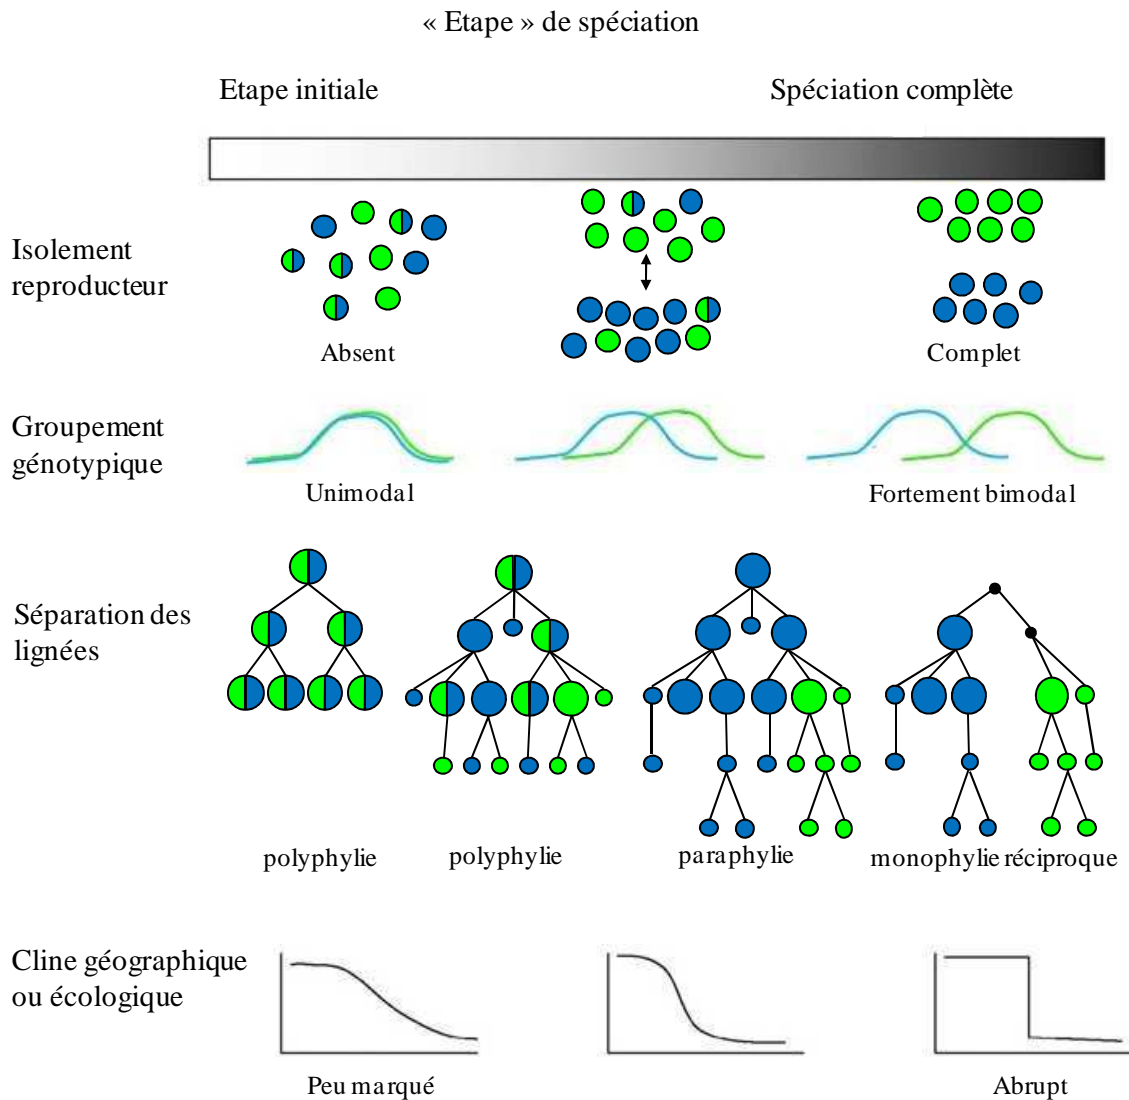 « Etape » de spéciation
Etape initiale
Spéciation complète
Isolement
reproducteur
Absent
Complet
Groupement
génotypique
Unimodal
Fortement bimodal
Séparation des
lignées
polyphylie
polyphylie
paraphylie
monophylie réciproque
Cline géographique
ou écologique
Peu marqué
Abrupt